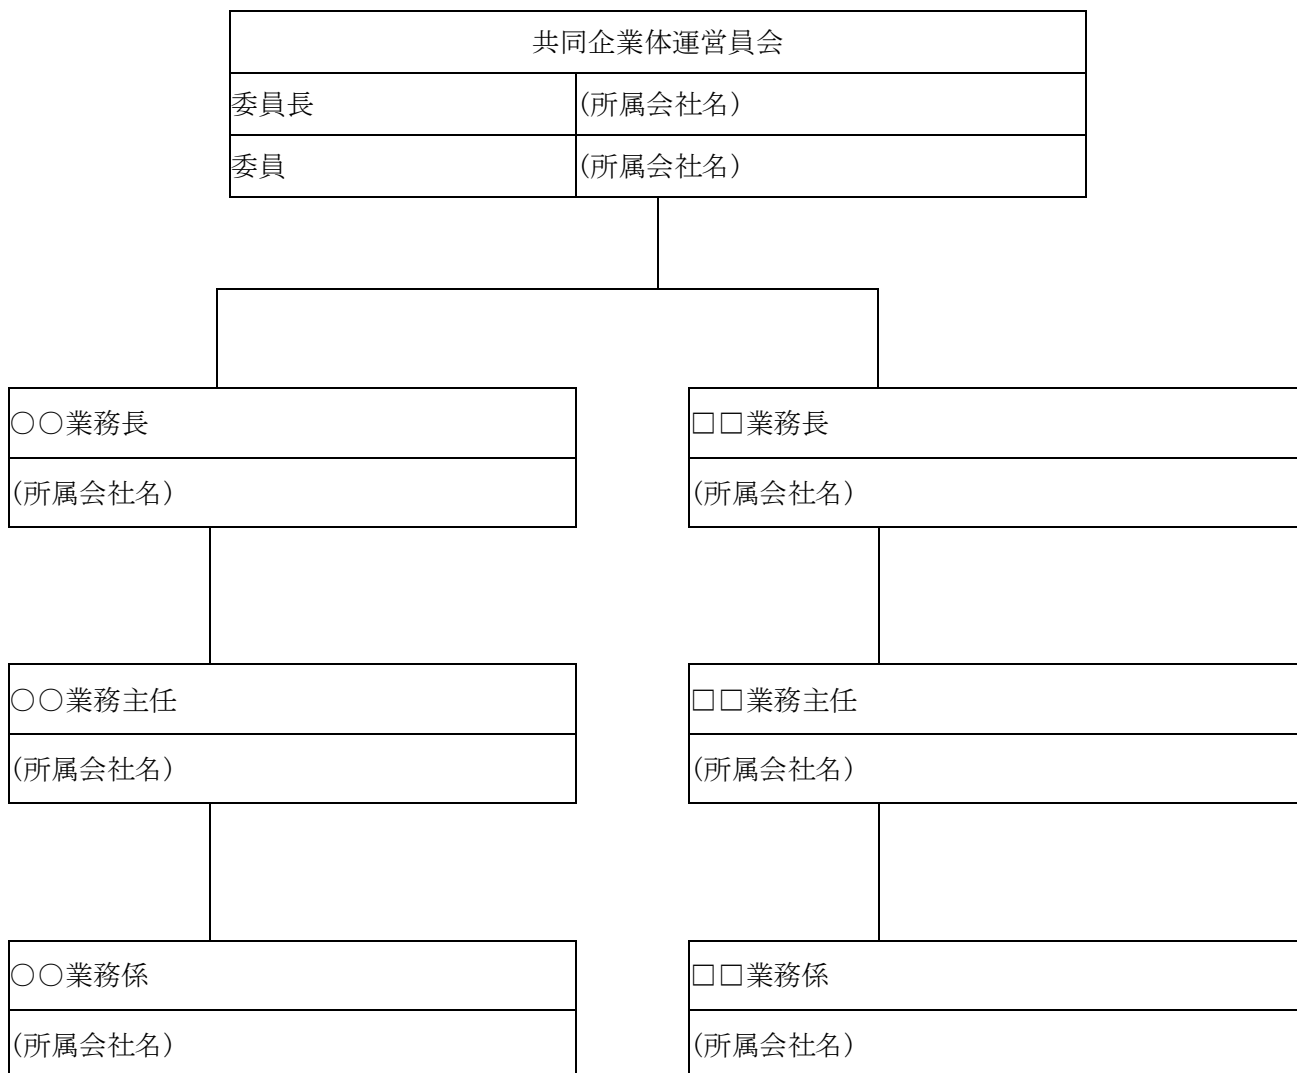 共同企業体運営員会
委員長 (所属会社名)
委員 (所属会社名)
○○業務長
(所属会社名)
○○業務主任
(所属会社名)
○○業務係
(所属会社名)
□□業務長
(所属会社名)
□□業務主任
(所属会社名)
□□業務係
(所属会社名)